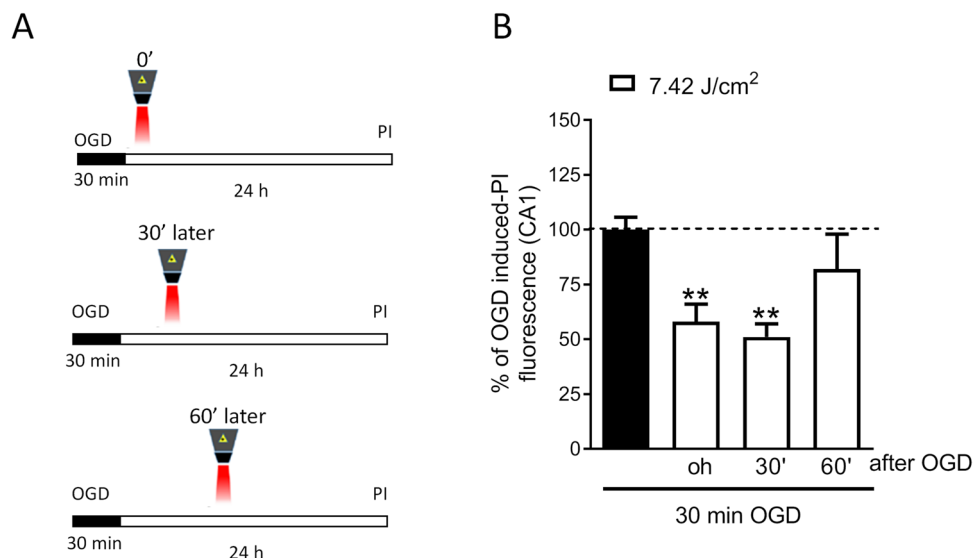 A
0'
OGD
PI
30 min
24 h
30' later
OGD
PI
30 min
24 h
60' later
OGD
PI
30 min
24 h
B
7.42 J/cm²
% of OGD induced-PI
fluorescence (CA1)
150
125
100
75
50
25
0
**
**
oh 30' 60' after OGD
30 min OGD